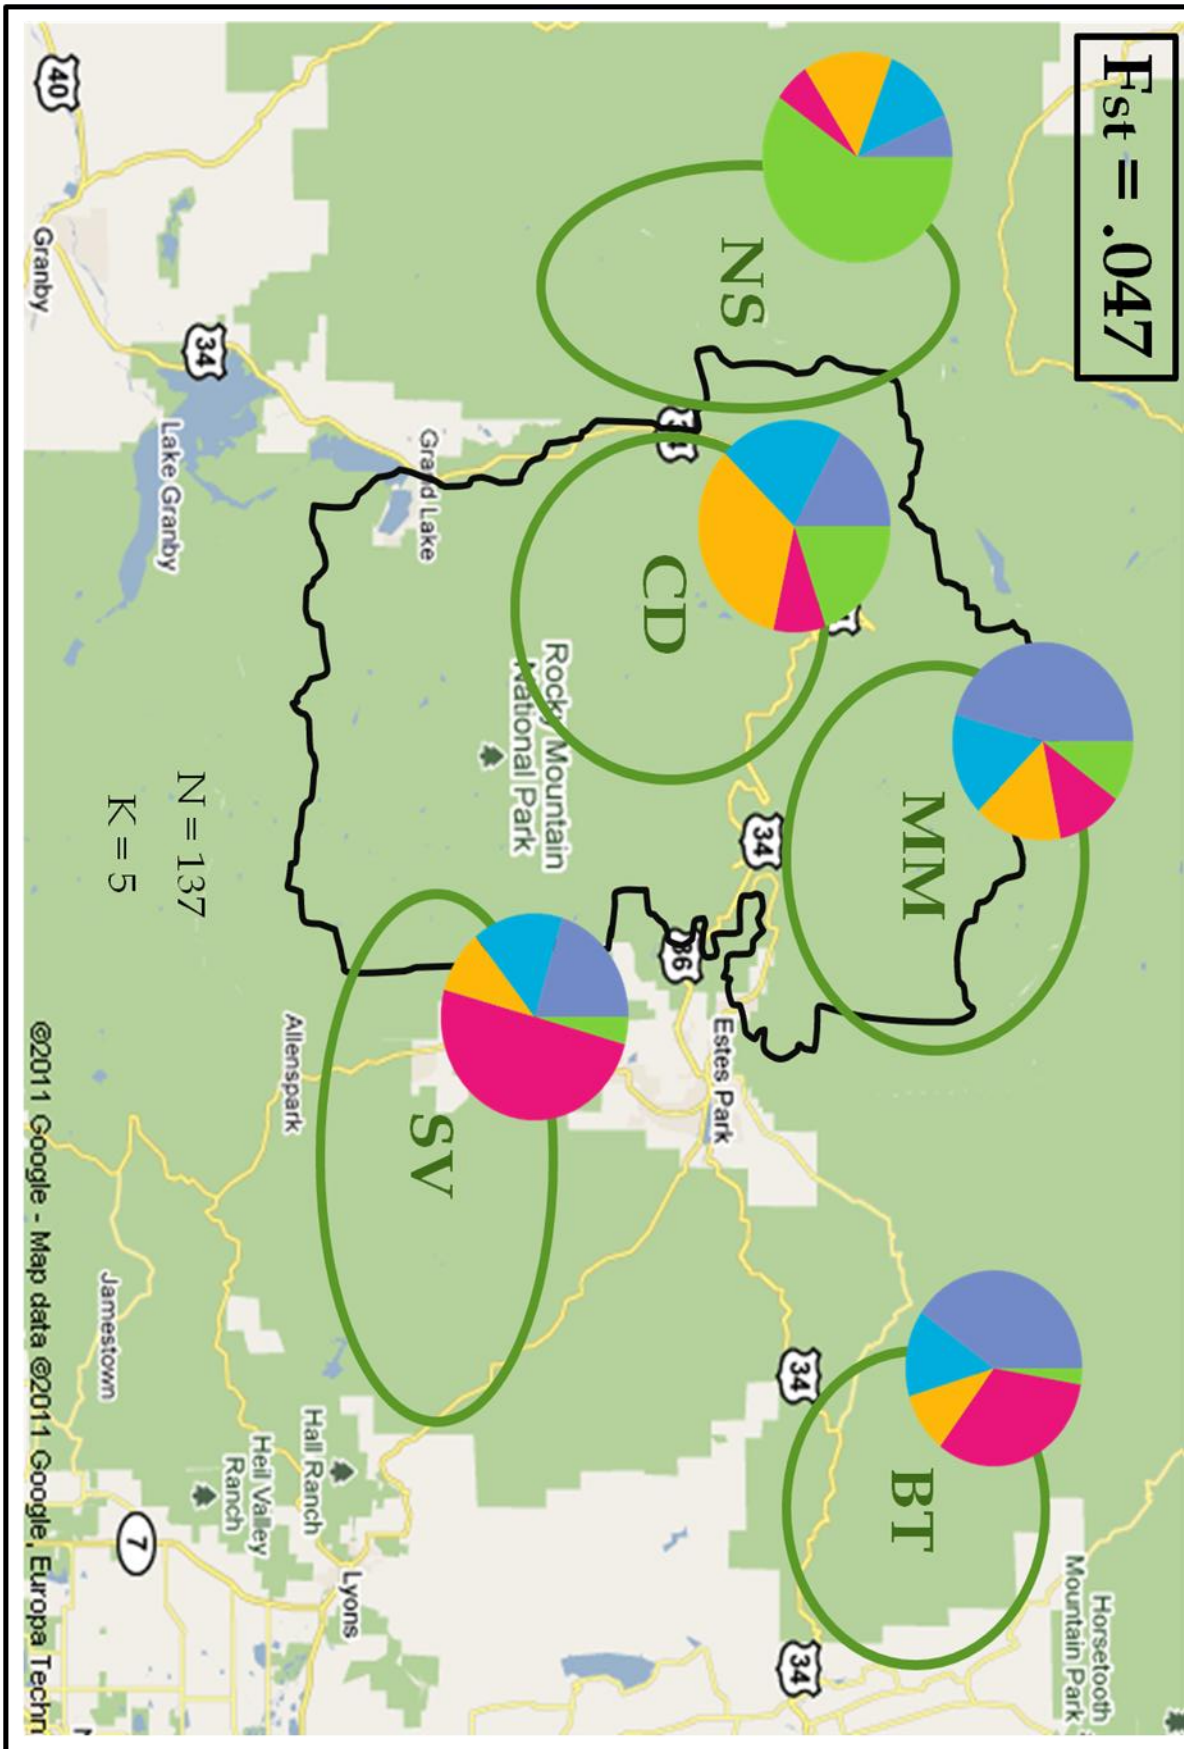 Fst = .047
NS
CD
MM
SV
BT
40
Granby
34
Lake Granby
Grand Lake
Rocky Mountain
National Park
34
36
Estes Park
Allenspark
Jamestown
34
34
Hall Ranch
Heil Valley
Ranch
7
Lyons
Horsetooth
Mountain Park
N = 137
K = 5
©2011 Google - Map data ©2011 Google, Europa Techn